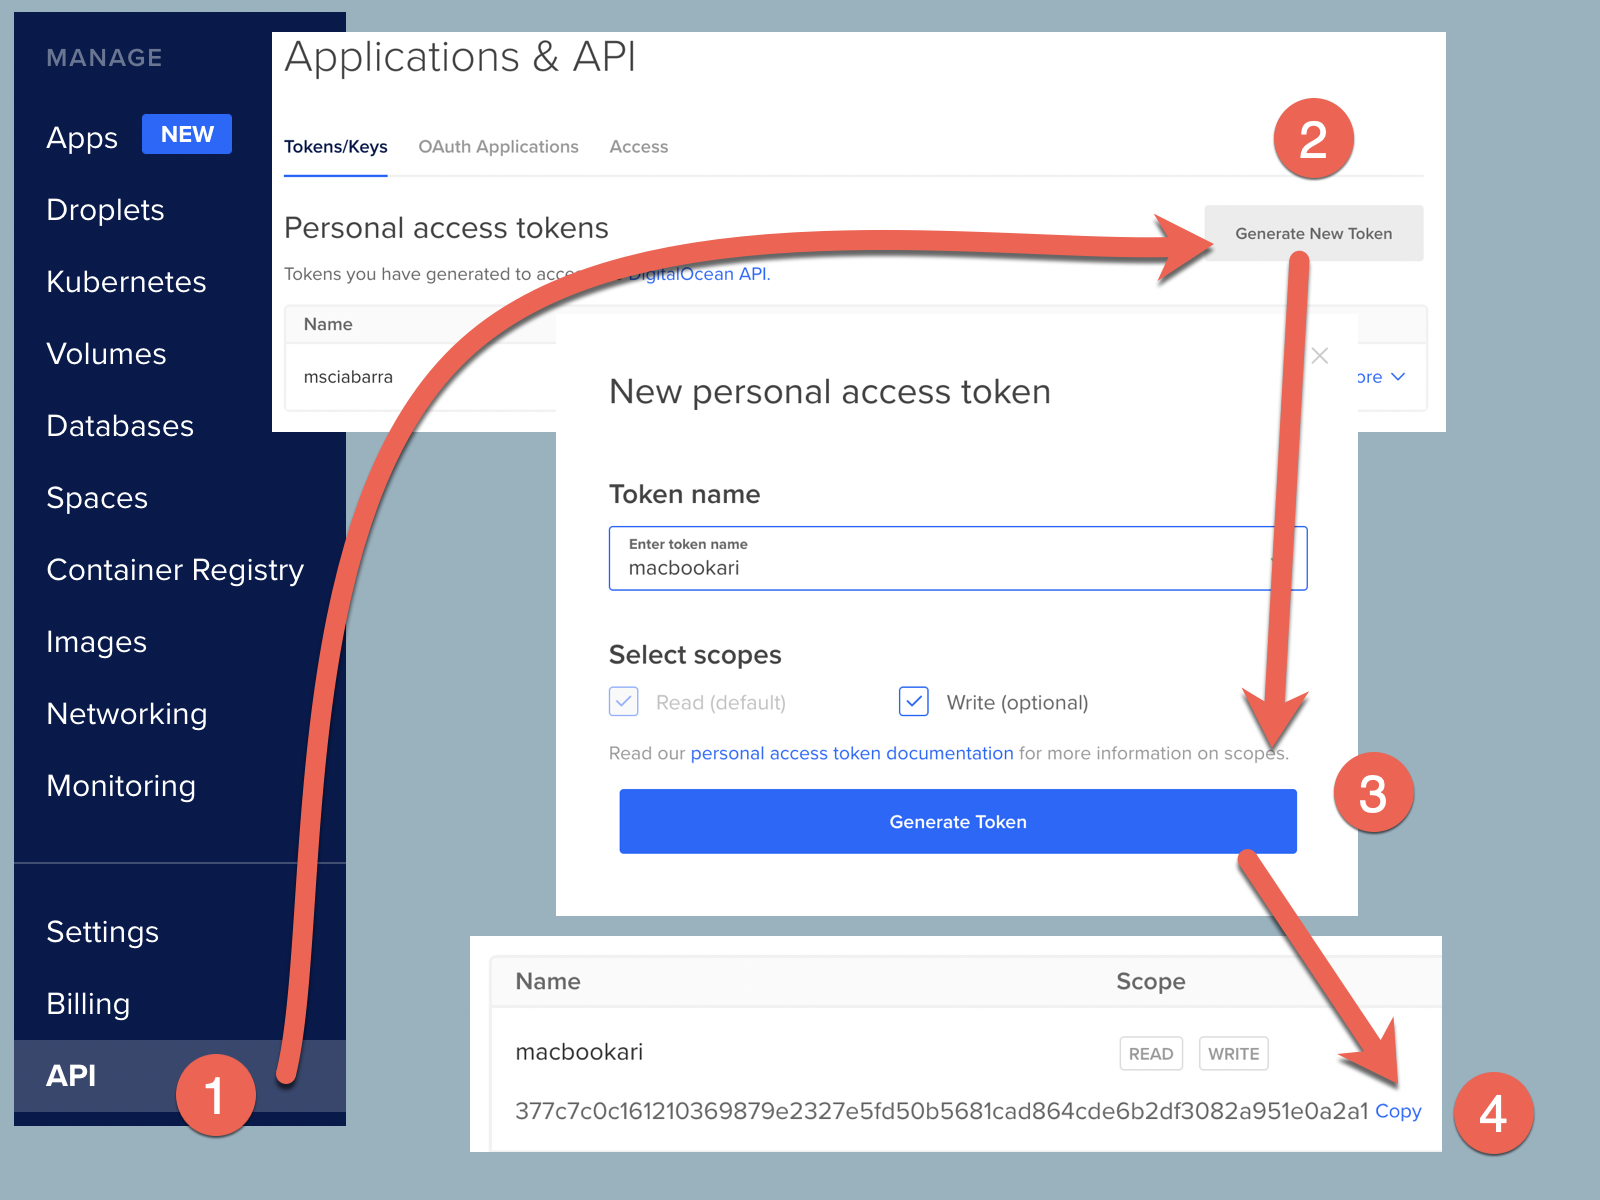 MANAGE
Apps NEW
Droplets
Kubernetes
Volumes
Databases
Spaces
Container Registry
Images
Networking
Monitoring
Settings
Billing
API
1
Applications & API
Tokens/Keys OAuth Applications Access
2
Personal access tokens
Generate New Token
Tokens you have generated to DigitalOcean API.
Name
msciabarra
New personal access token
Token name
Enter token name
macbookari
Select scopes
Read (default) Write (optional)
Read our personal access token documentation for more information on scopes.
3
Generate Token
Name Scope
macbookari READ WRITE
377c7c0c161210369879e2327e5fd50b5681cad864cde6b2df3082a951e0a2a1 Copy
4